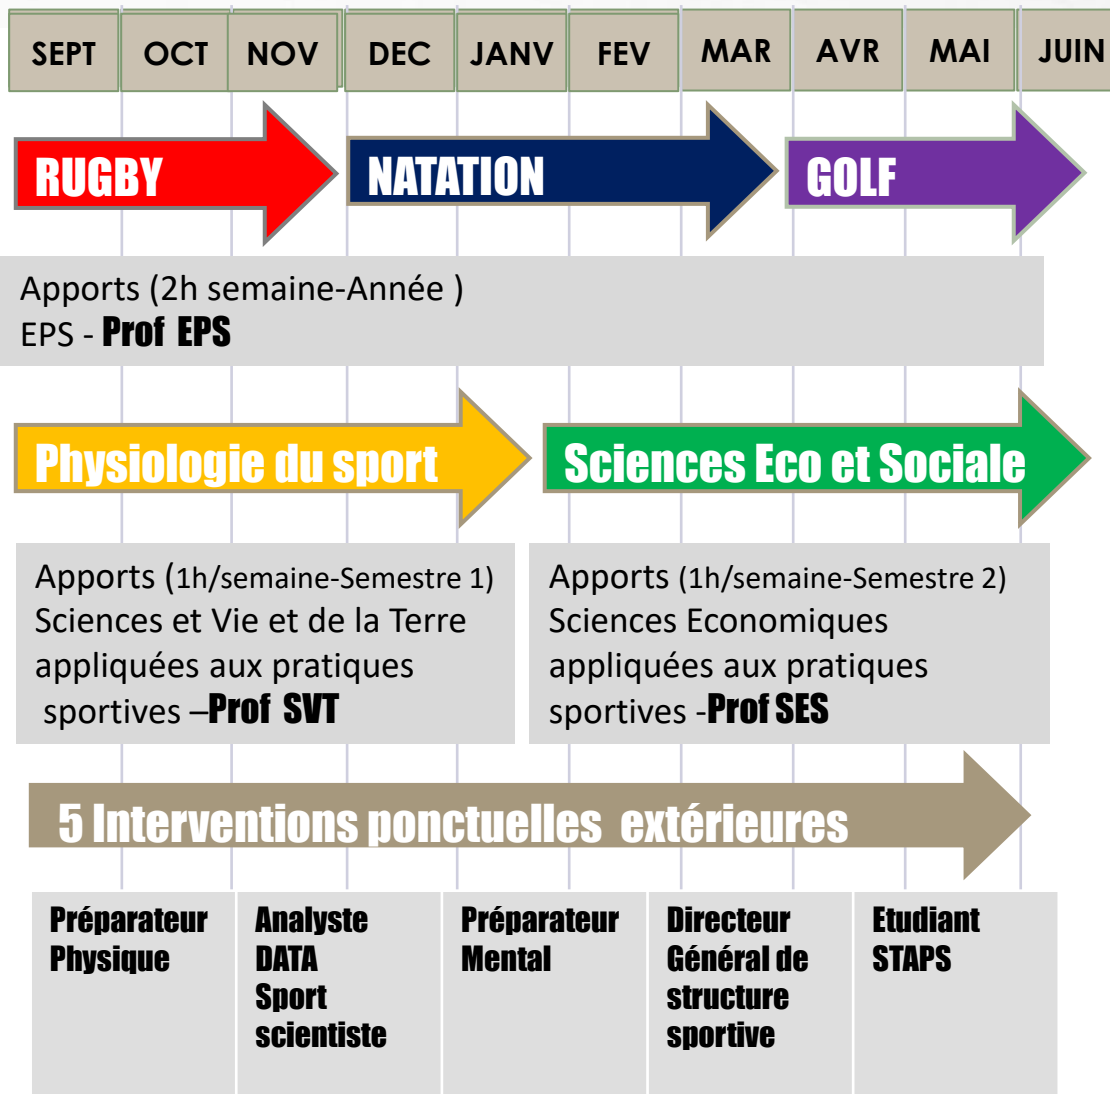 SEPT OCT NOV DEC JANV FEV MAR AVR MAI JUIN
RUGBY NATATION GOLF
Apports (2h semaine-Année )
EPS - Prof EPS
Physiologie du sport
Sciences Eco et Sociale
Apports (1h/semaine-Semestre 1)
Sciences et Vie et de la Terre
appliquées aux pratiques
sportives –Prof SVT
Apports (1h/semaine-Semestre 2)
Sciences Economiques
appliquées aux pratiques
sportives -Prof SES
5 Interventions ponctuelles extérieures
Préparateur
Physique
Analyste
DATA
Sport
scientiste
Préparateur
Mental
Directeur
Général de
structure
sportive
Etudiant
STAPS